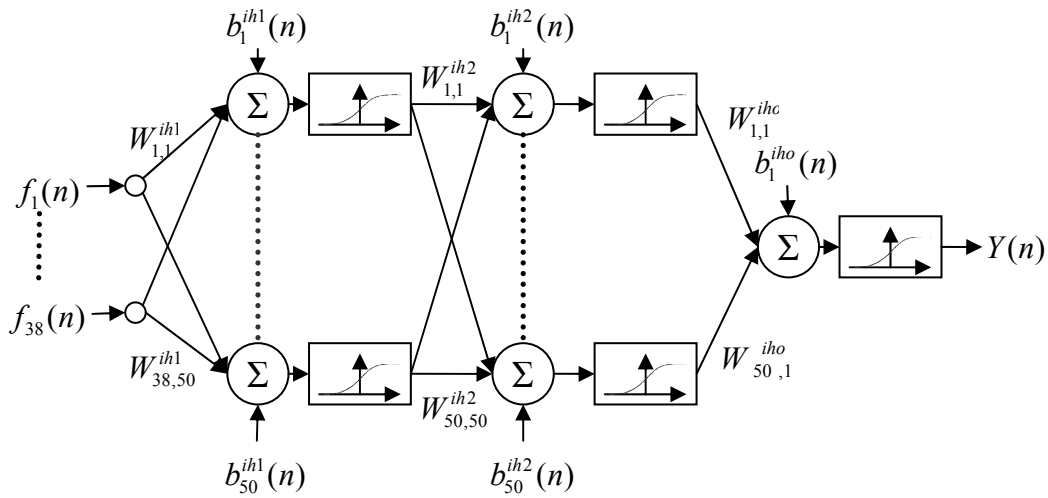 b_1^{ih1}(n)
b_1^{ih2}(n)
Σ
W_{1,1}^{ih2}
Σ
W_{1,1}^{ih1}
W_{1,1}^{iho}
b_1^{iho}(n)
f_1(n)
Σ
Y(n)
f_{38}(n)
W_{38,50}^{ih1}
Σ
W_{50,50}^{ih2}
Σ
W_{50,1}^{iho}
b_{50}^{ih1}(n)
b_{50}^{ih2}(n)